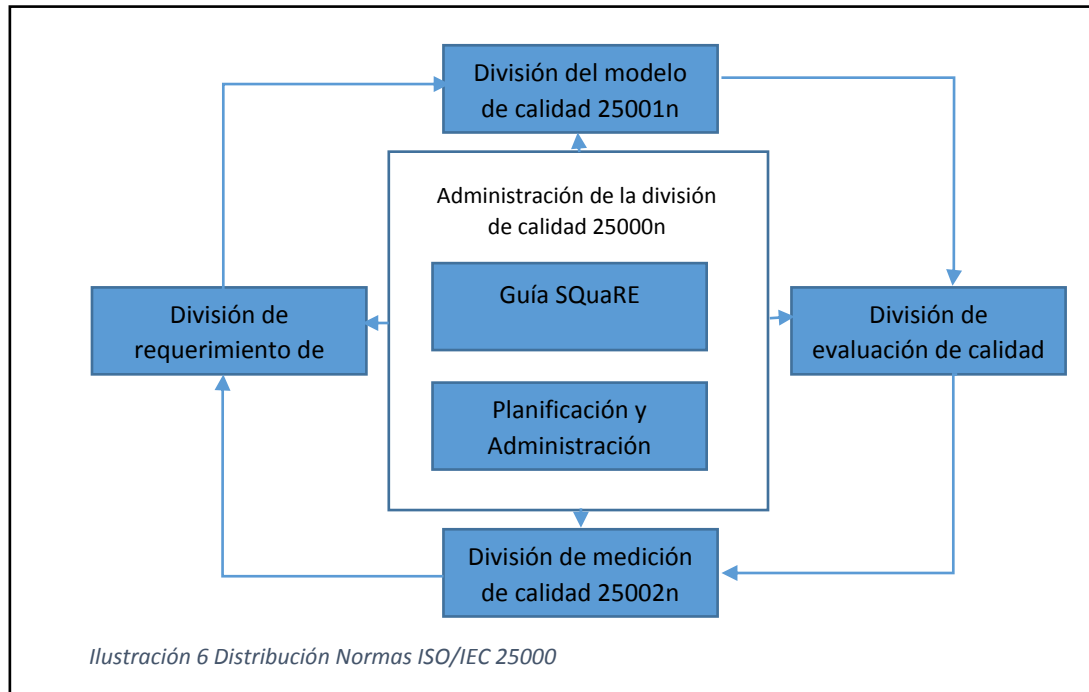 División del modelo
de calidad 25001n
Administración de la división
de calidad 25000n
Guía SQuaRE
División de
requerimiento de
División de
evaluación de calidad
Planificación y
Administración
División de medición
de calidad 25002n
Ilustración 6 Distribución Normas ISO/IEC 25000